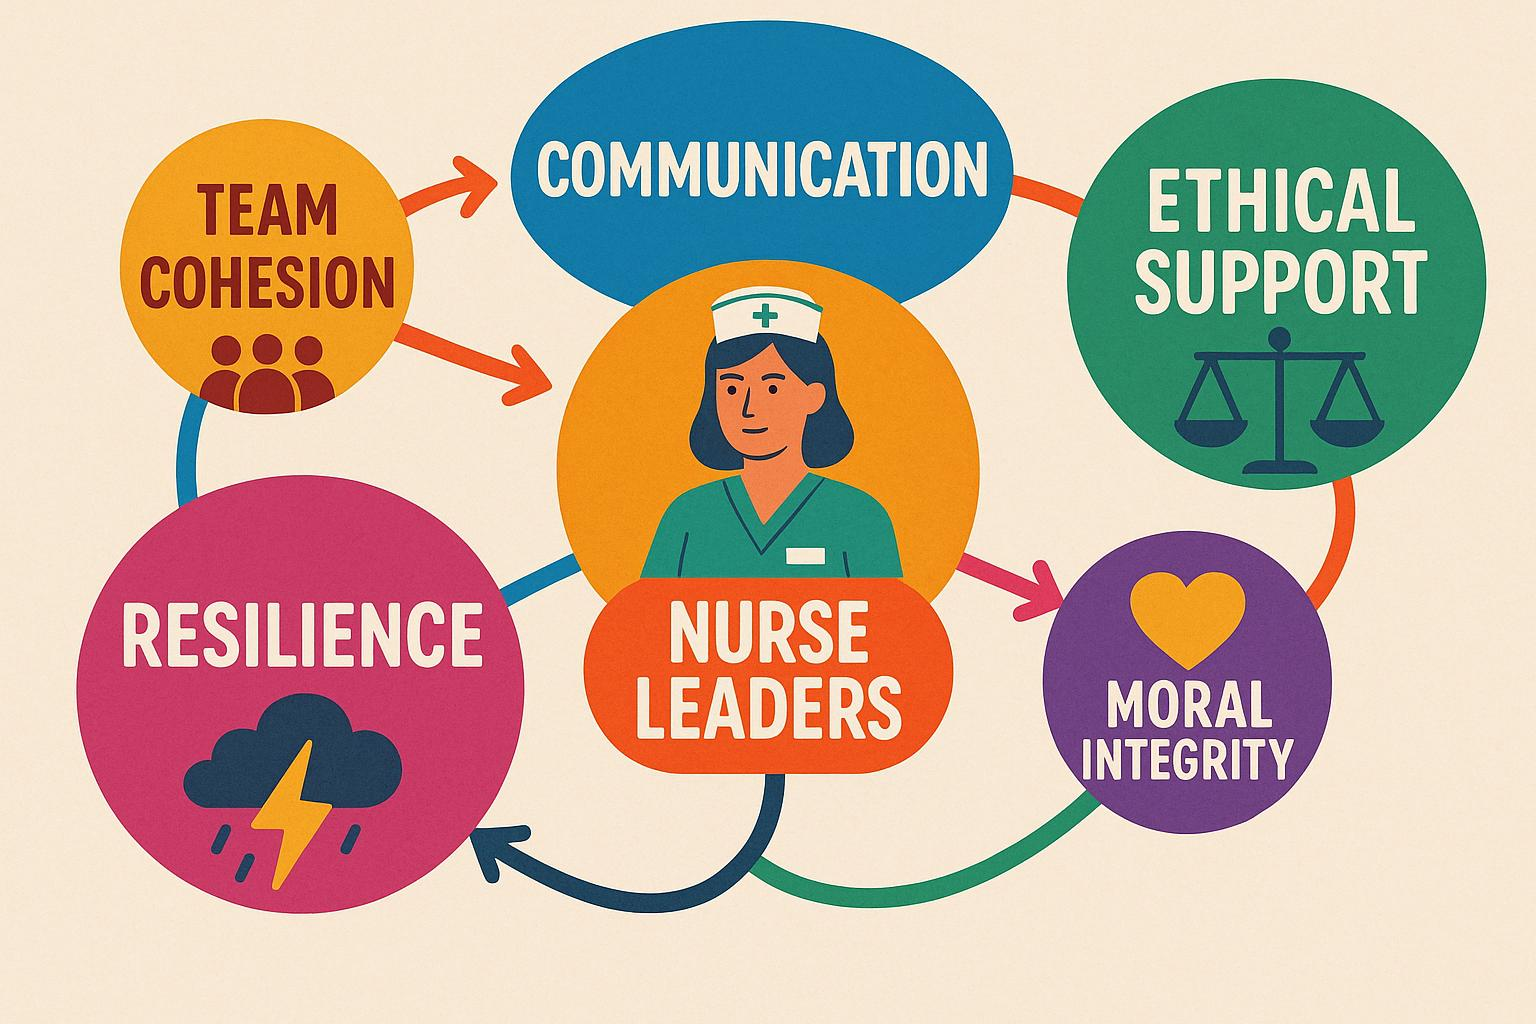 TEAM
COHESION
COMMUNICATION
ETHICAL
SUPPORT
RESILIENCE
NURSE
LEADERS
MORAL
INTEGRITY